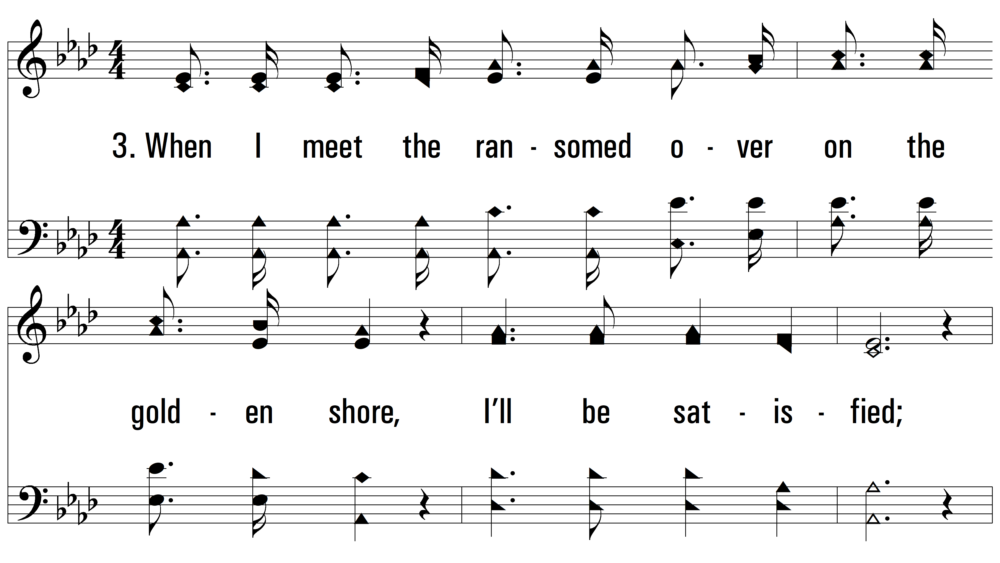 3. When I meet the ran - somed o - ver on the
gold - en shore, I’ll be sat - is - fied;